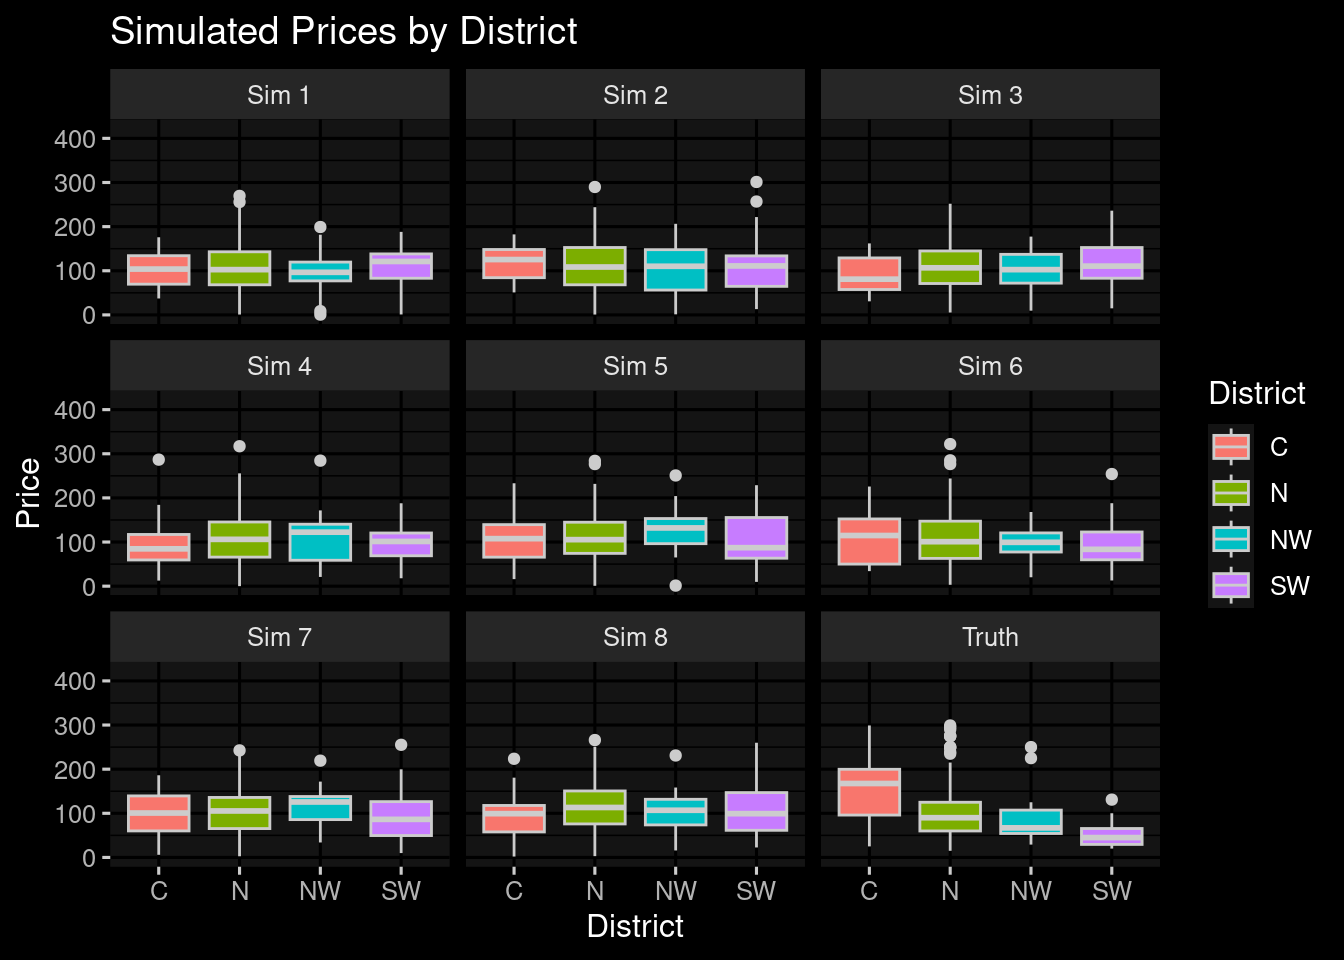 Simulated Prices by District
Sim 1
Sim 2
Sim 3
400
300
200
100
0
Sim 4
Sim 5
Sim 6
400
300
200
100
0
Sim 7
Sim 8
Truth
400
300
200
100
0
C N NW SW
C N NW SW
C N NW SW
District
Price
District
C
N
NW
SW